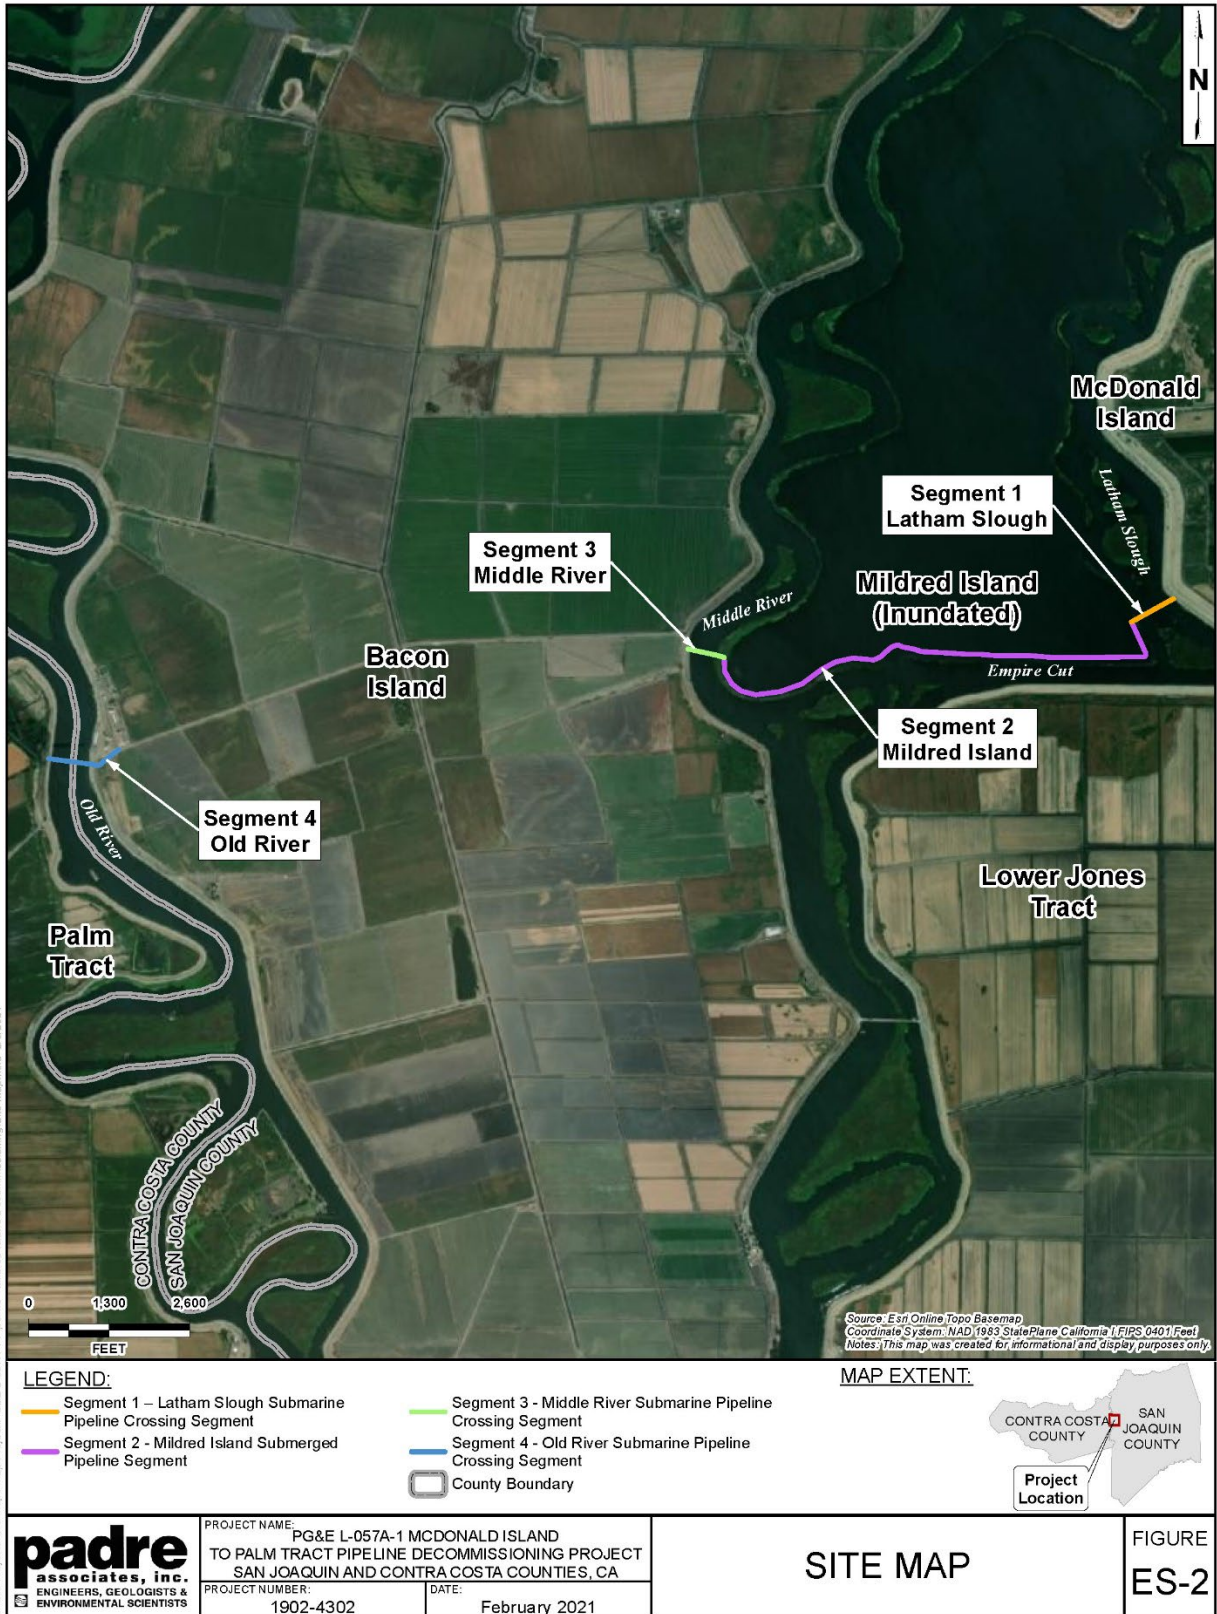 N
McDonald
Island
Latham Slough
Segment 1
Latham Slough
Segment 3
Middle River
Mildred Island
(Inundated)
Middle River
Bacon
Island
Empire Cut
Segment 2
Mildred Island
Segment 4
Old River
Old River
Lower Jones
Tract
Palm
Tract
CONTRA COSTA COUNTY
SAN JOAQUIN COUNTY
0 1,300 2,600
FEET
Source: Esri Online Topo Basemap
Coordinate System: NAD 1983 StatePlane California I FIPS 0401 Feet
Notes: This map was created for informational and display purposes only.
LEGEND:
Segment 1 – Latham Slough Submarine
Pipeline Crossing Segment
Segment 2 - Mildred Island Submerged
Pipeline Segment
Segment 3 - Middle River Submarine Pipeline
Crossing Segment
Segment 4 - Old River Submarine Pipeline
Crossing Segment
County Boundary
MAP EXTENT:
CONTRA COSTA
COUNTY
SAN
JOAQUIN
COUNTY
Project
Location
padre
associates, inc.
ENGINEERS, GEOLOGISTS &
ENVIRONMENTAL SCIENTISTS
PROJECT NAME:
PG&E L-057A-1 MCDONALD ISLAND
TO PALM TRACT PIPELINE DECOMMISSIONING PROJECT
SAN JOAQUIN AND CONTRA COSTA COUNTIES, CA
PROJECT NUMBER:
1902-4302
DATE:
February 2021
SITE MAP
FIGURE
ES-2